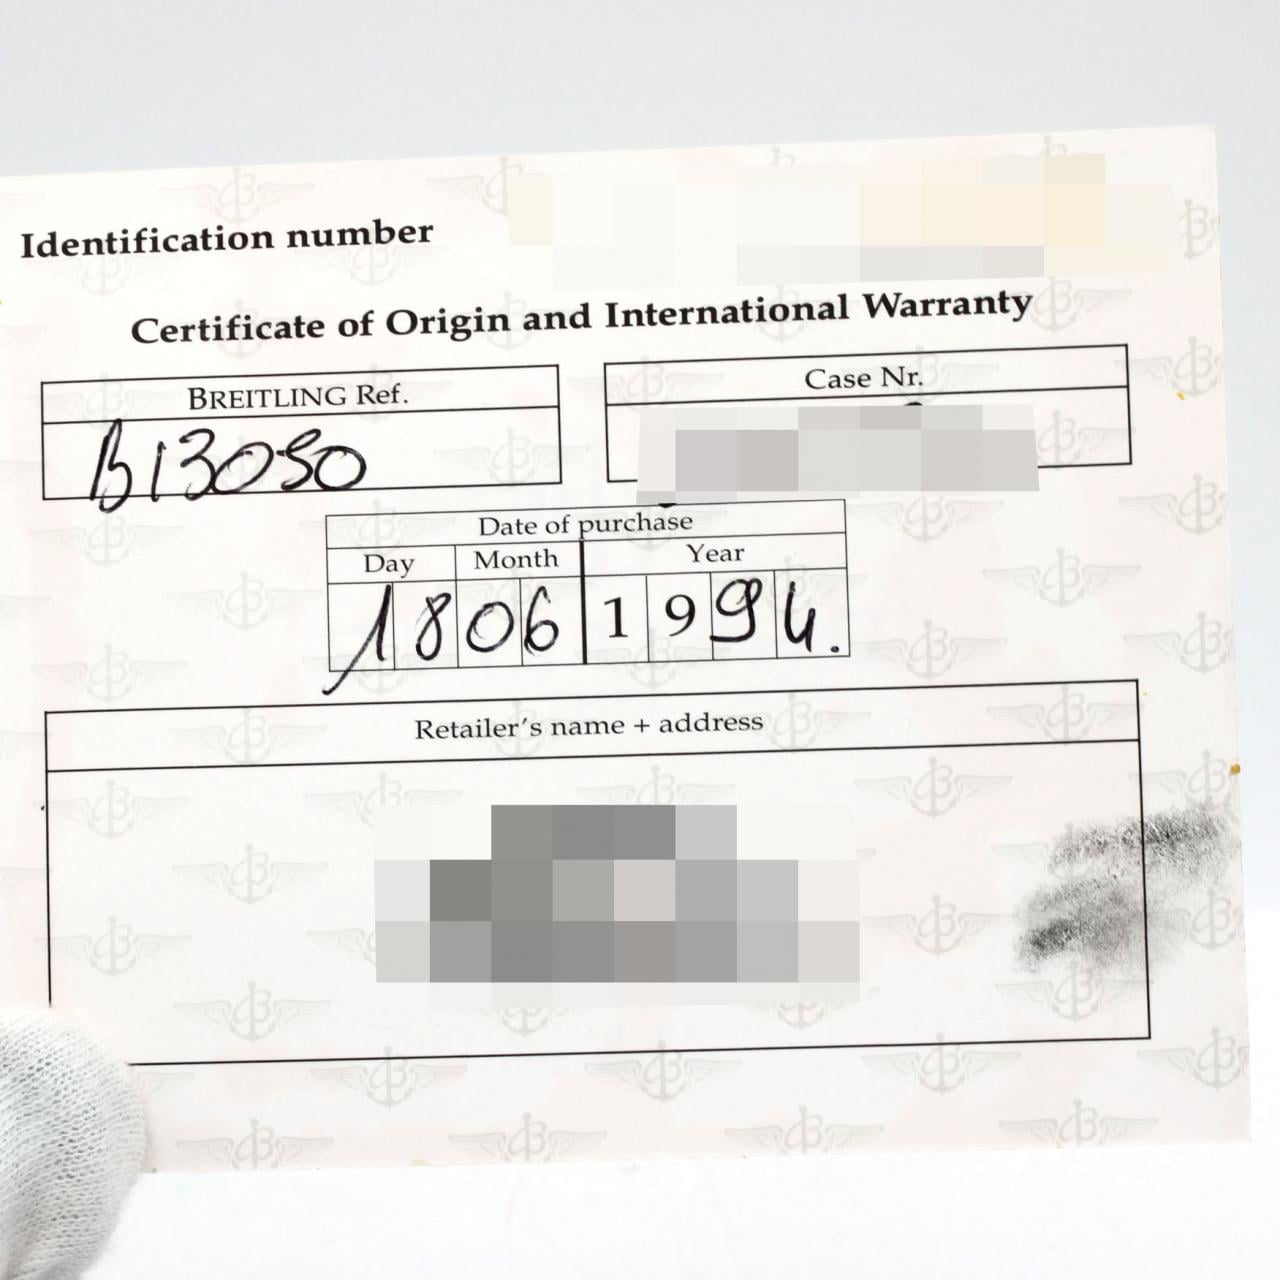 Identification number
Certificate of Origin and International Warranty
BREITLING Ref.
B13050
Case Nr.
Date of purchase
Day Month Year
18 06 1994.
Retailer's name + address